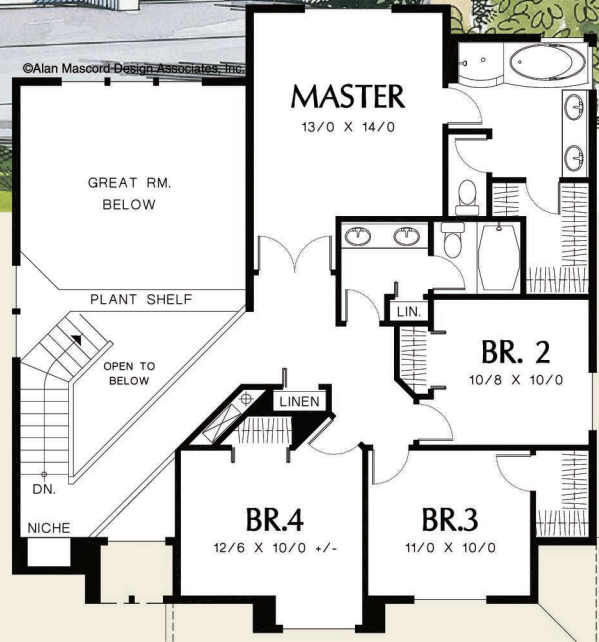 ©Alan Mascord Design Associates, Inc.
MASTER
13/0 X 14/0
GREAT RM.
BELOW
PLANT SHELF
LIN.
OPEN TO
BELOW
BR. 2
10/8 X 10/0
LINEN
DN.
NICHE
BR.4
12/6 X 10/0 +/-
BR.3
11/0 X 10/0